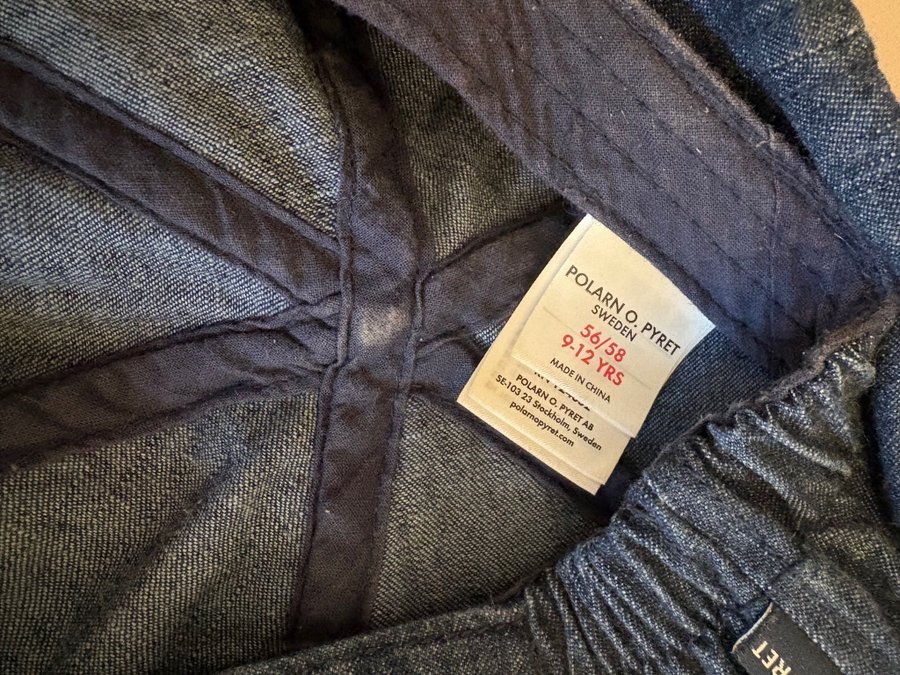 POLARN O. PYRET
SWEDEN
56/58
9-12 YRS
MADE IN CHINA
POLARN O. PYRET AB
SE-103 23 Stockholm, Sweden
polarnopyret.com
RET